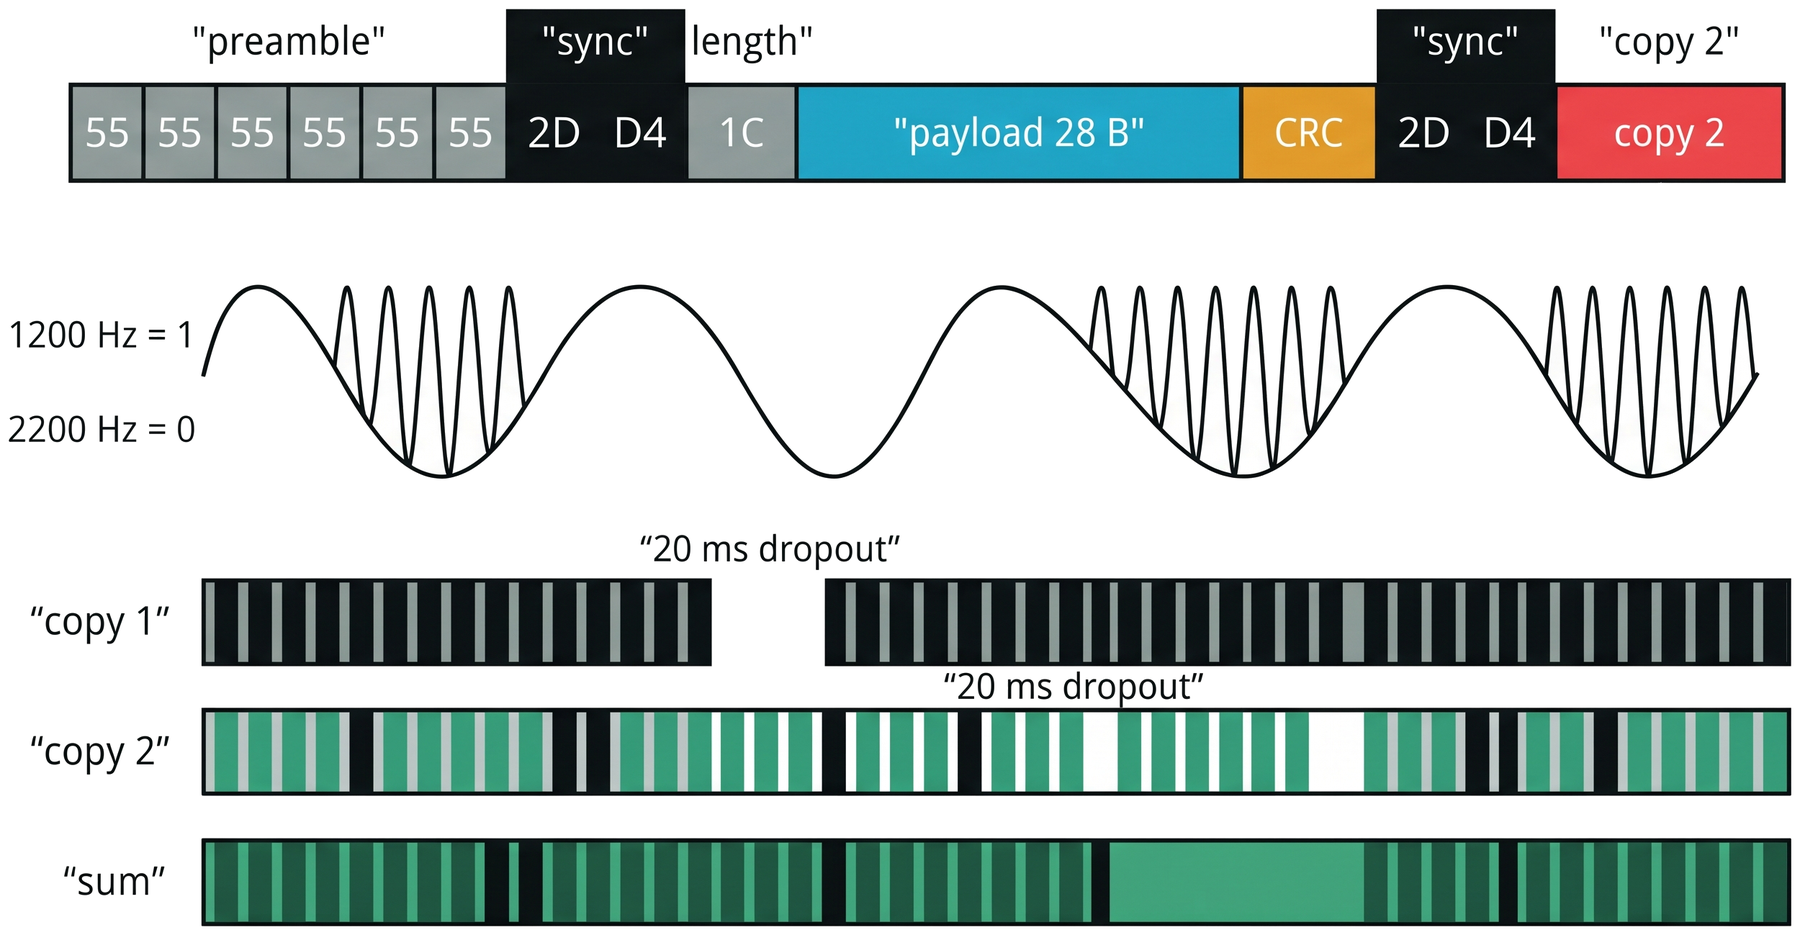 "preamble" "sync" length" "sync" "copy 2"
55 55 55 55 55 55 2D D4 1C "payload 28 B" CRC 2D D4 copy 2
1200 Hz = 1
2200 Hz = 0
“20 ms dropout”
“copy 1”
“20 ms dropout”
“copy 2”
“sum”